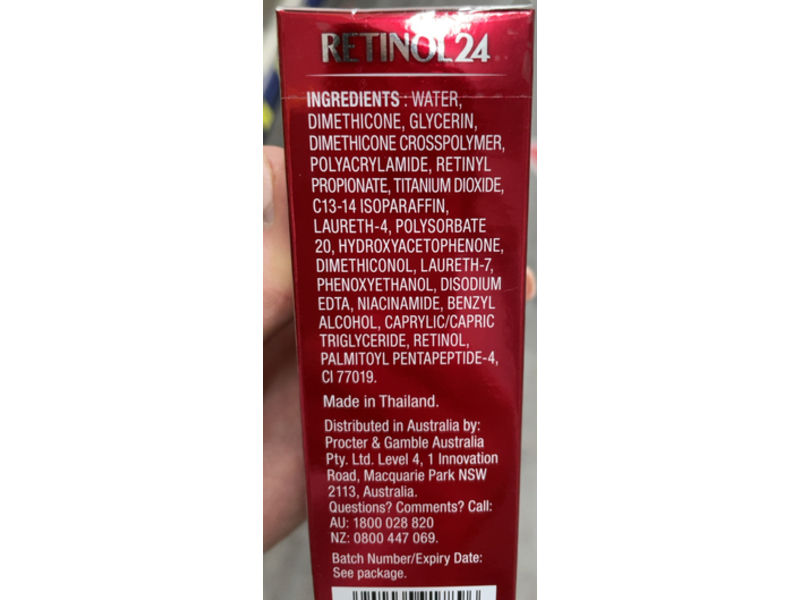 RETINOL24
INGREDIENTS : WATER,
DIMETHICONE, GLYCERIN,
DIMETHICONE CROSSPOLYMER,
POLYACRYLAMIDE, RETINYL
PROPIONATE, TITANIUM DIOXIDE,
C13-14 ISOPARAFFIN,
LAURETH-4, POLYSORBATE
20, HYDROXYACETOPHENONE,
DIMETHICONOL, LAURETH-7,
PHENOXYETHANOL, DISODIUM
EDTA, NIACINAMIDE, BENZYL
ALCOHOL, CAPRYLIC/CAPRIC
TRIGLYCERIDE, RETINOL,
PALMITOYL PENTAPEPTIDE-4,
CI 77019.
Made in Thailand.
Distributed in Australia by:
Procter & Gamble Australia
Pty. Ltd. Level 4, 1 Innovation
Road, Macquarie Park NSW
2113, Australia.
Questions? Comments? Call:
AU: 1800 028 820
NZ: 0800 447 069.
Batch Number/Expiry Date:
See package.